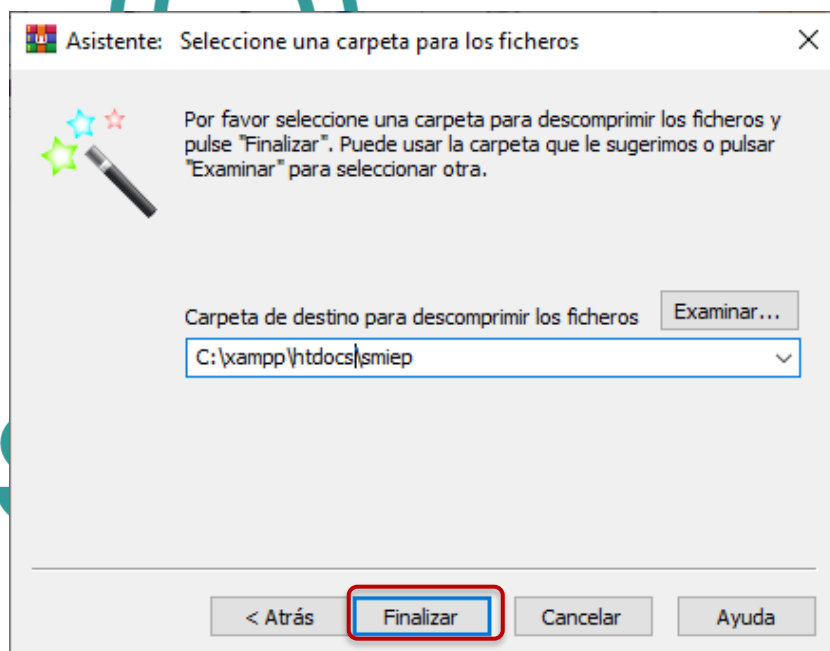 Asistente: Seleccione una carpeta para los ficheros
Por favor seleccione una carpeta para descomprimir los ficheros y
pulse "Finalizar". Puede usar la carpeta que le sugerimos o pulsar
"Examinar" para seleccionar otra.
Carpeta de destino para descomprimir los ficheros
Examinar...
C:\xampp\htdocs\smiep
< Atrás
Finalizar
Cancelar
Ayuda